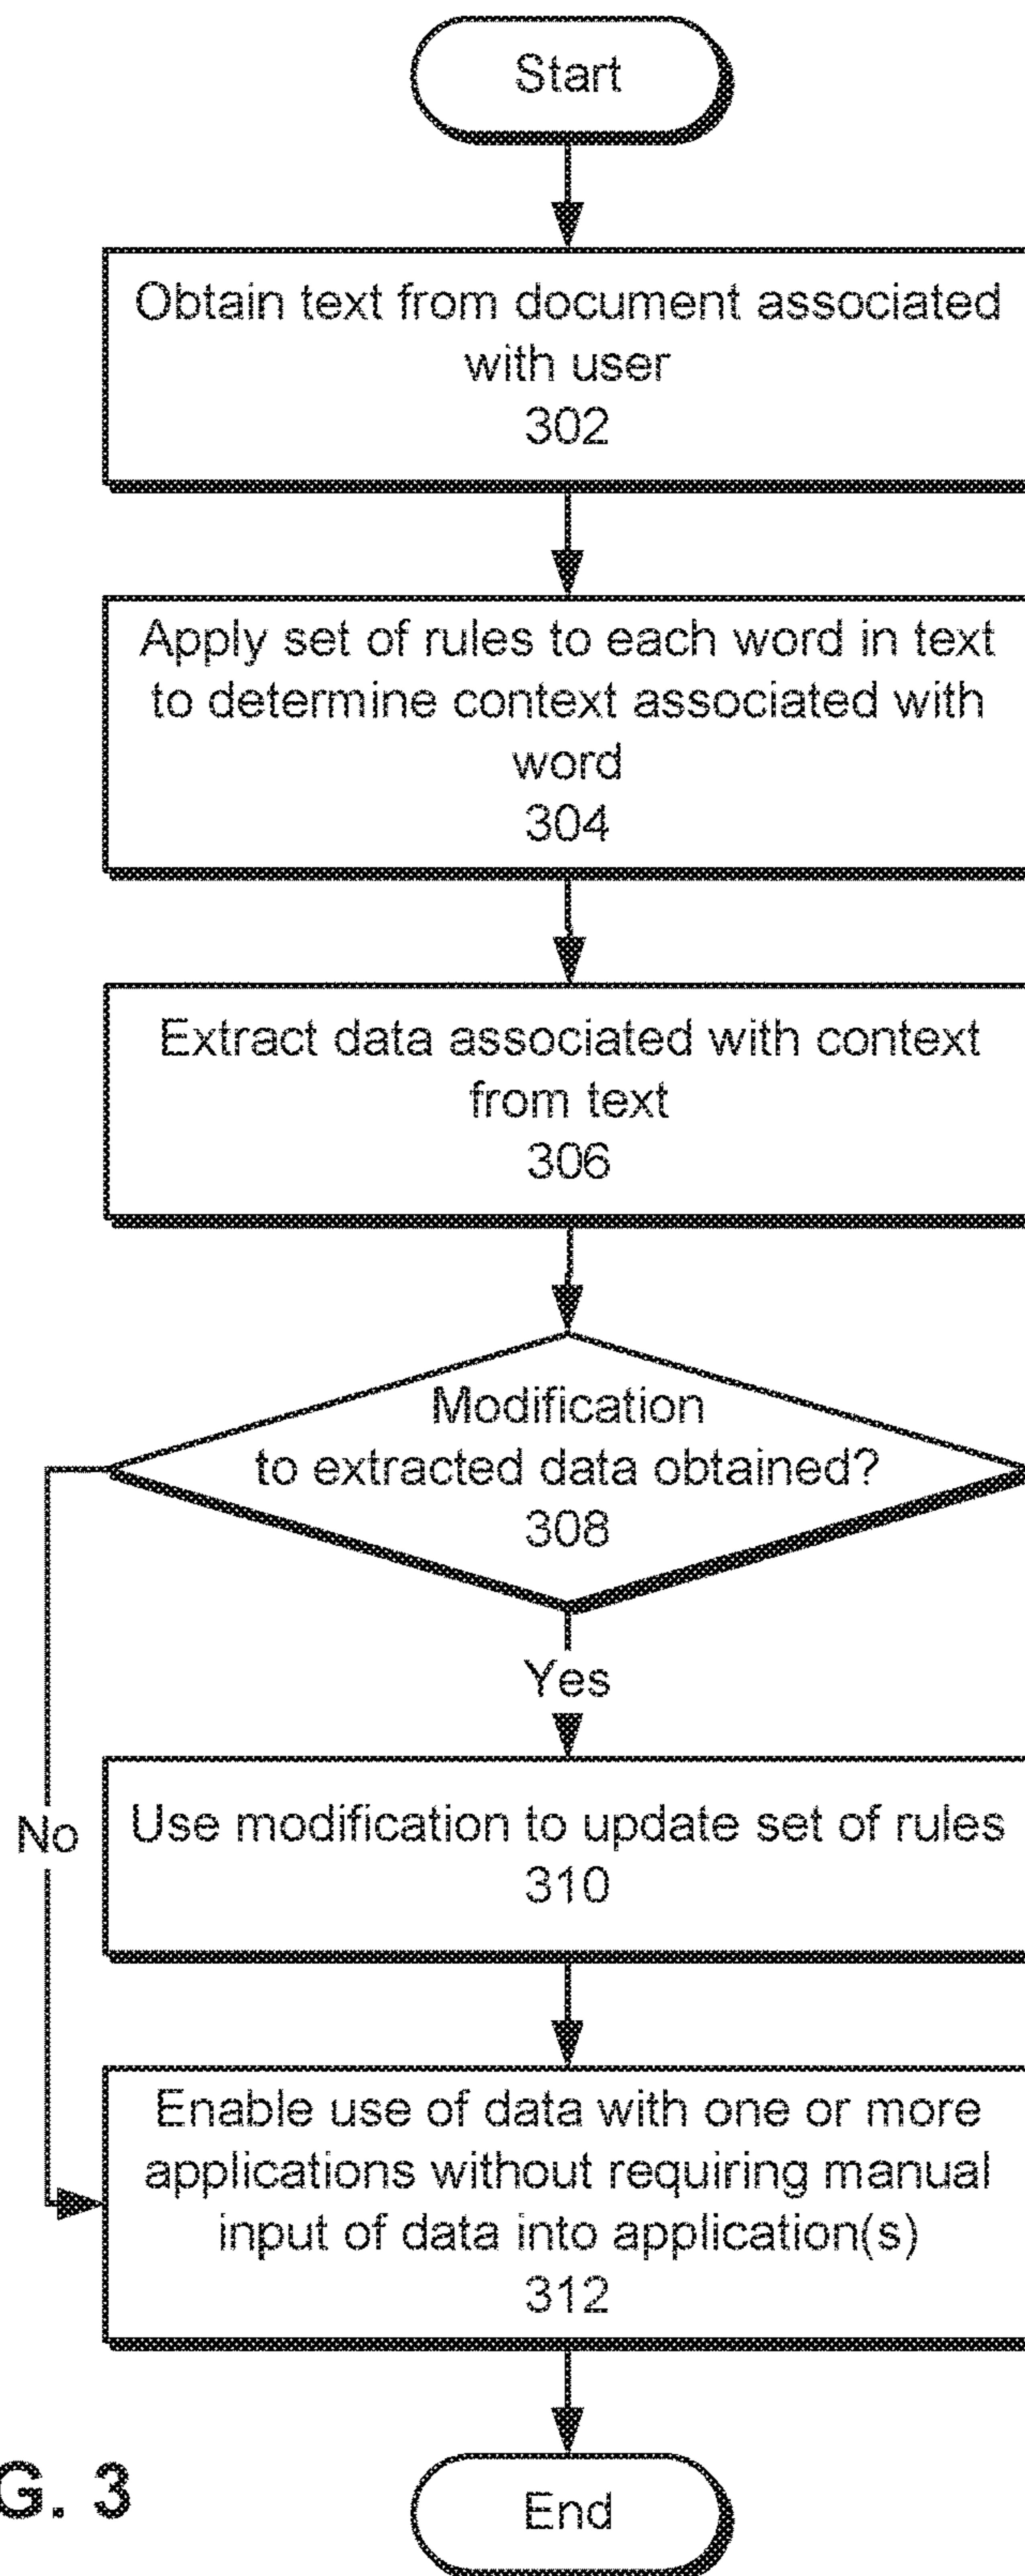 Start
Obtain text from document associated
with user
302
Apply set of rules to each word in text
to determine context associated with
word
304
Extract data associated with context
from text
306
Modification
to extracted data obtained?
308
Yes
No
Use modification to update set of rules
310
Enable use of data with one or more
applications without requiring manual
input of data into application(s)
312
G. 3
End